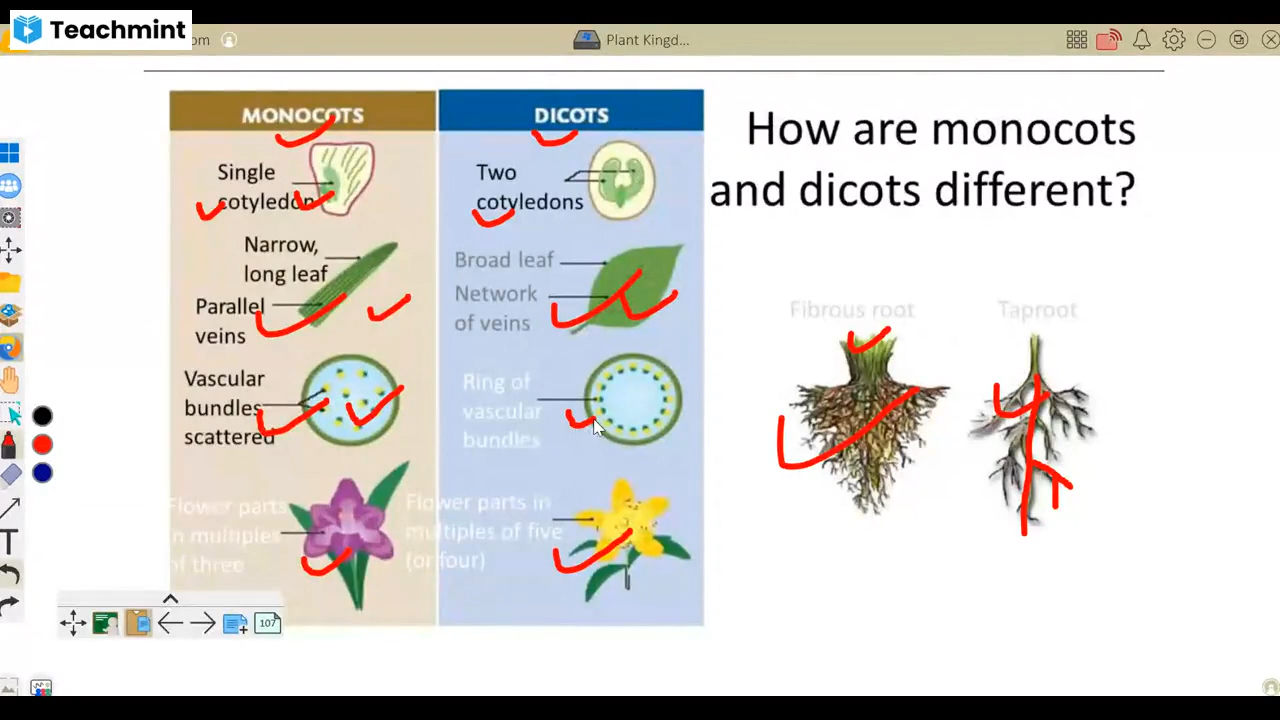 Teachmint
om
Plant Kingd...
MONOCOTS
DICOTS
How are monocots
and dicots different?
Single
cotyledon
Two
cotyledons
Narrow,
long leaf
Parallel
veins
Broad leaf
Network
of veins
Fibrous root
Taproot
Vascular
bundles
scattered
Ring of
vascular
bundles
Flower parts
in multiples
of three
Flower parts in
multiples of five
(or four)
107
T